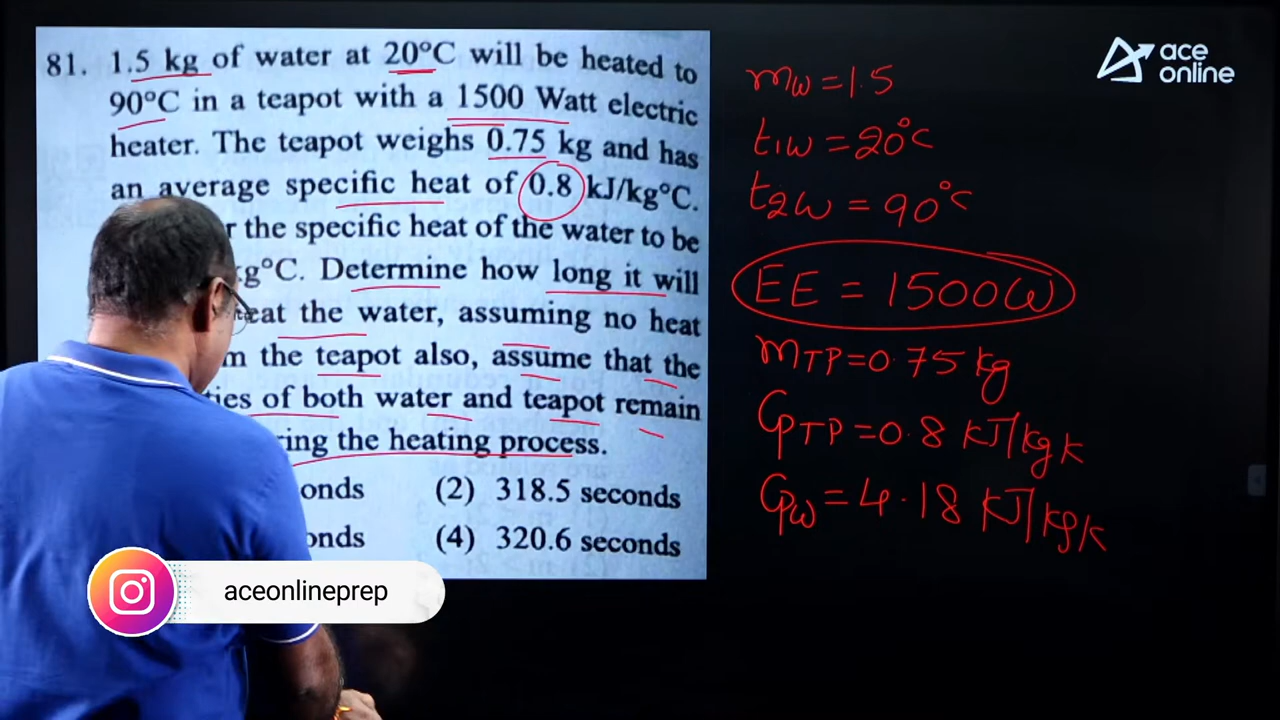 81. 1.5 kg of water at 20°C will be heated to
90°C in a teapot with a 1500 Watt electric
heater. The teapot weighs 0.75 kg and has
an average specific heat of 0.8 kJ/kg°C.
the specific heat of the water to be
g°C. Determine how long it will
the water, assuming no heat
the teapot also, assume that the
of both water and teapot remain
the heating process.
onds (2) 318.5 seconds
onds (4) 320.6 seconds
mw = 1.5
t1w = 20°C
t2w = 90°C
EE = 1500W
mTP = 0.75 kg
CpTP = 0.8 kJ/kgK
Cpw = 4.18 kJ/kgK
ace
online
aceonlineprep